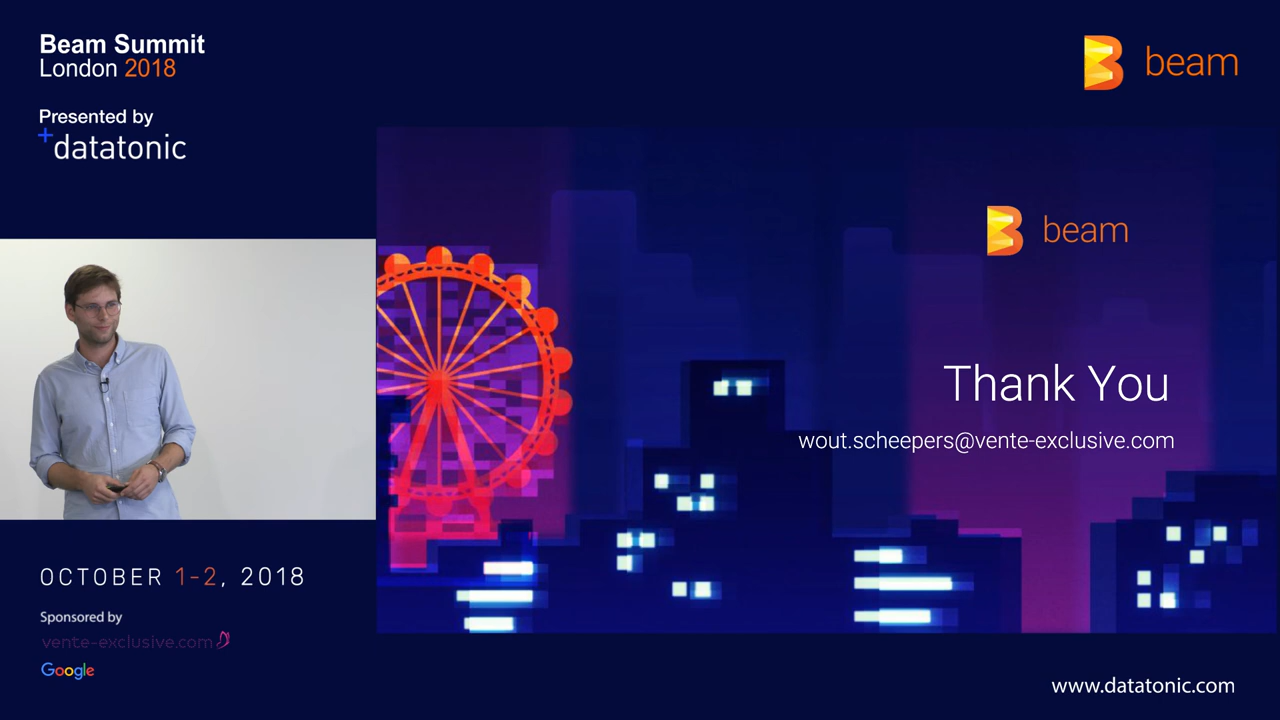 Beam Summit
London 2018
Presented by
datatonic
beam
beam
Thank You
wout.scheepers@vente-exclusive.com
OCTOBER 1-2, 2018
Sponsored by
vente-exclusive.com
Google
www.datatonic.com